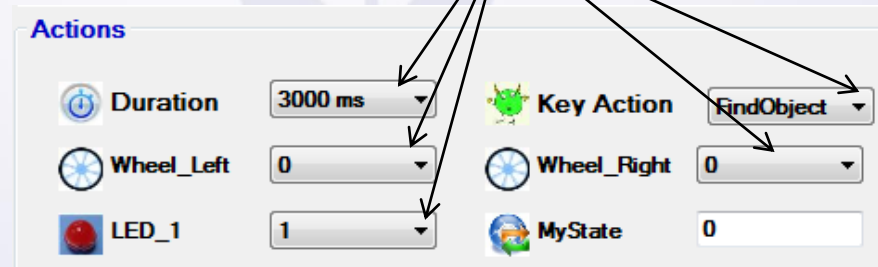 Actions
Duration 3000 ms Key Action FindObject
Wheel_Left 0 Wheel_Right 0
LED_1 1 MyState 0